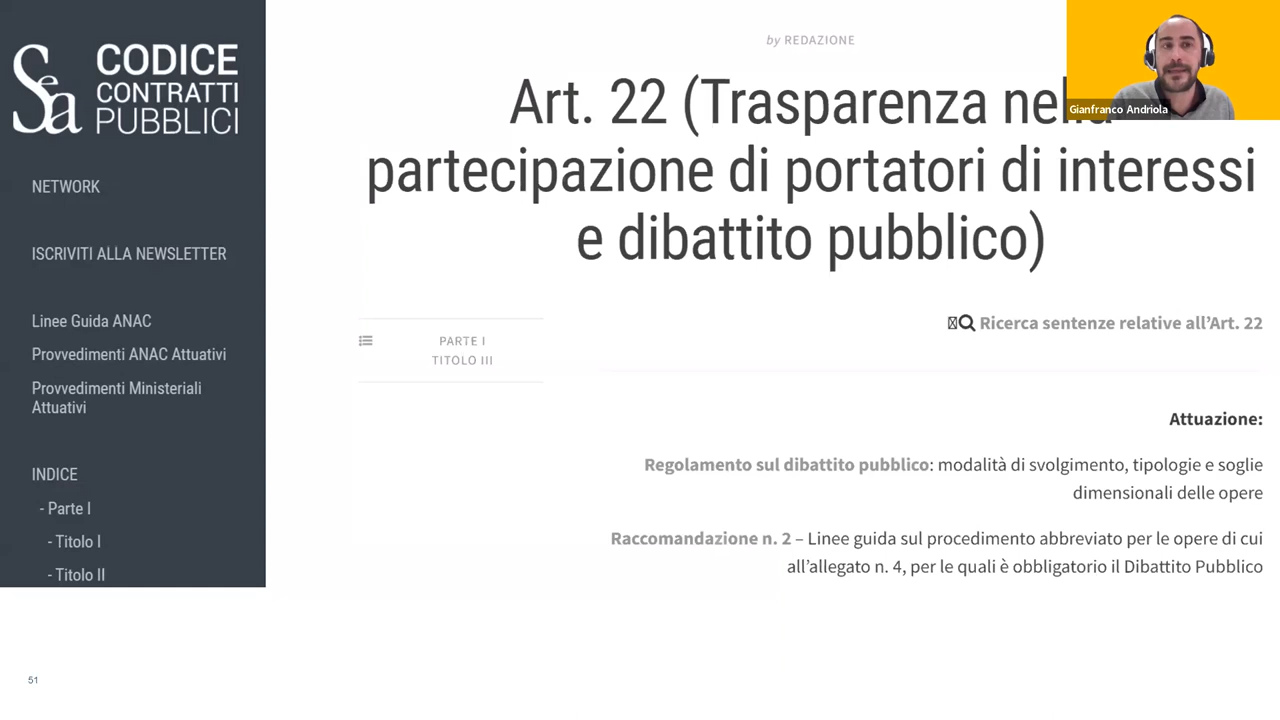 Sea
CODICE
CONTRATTI
PUBBLICI
NETWORK
ISCRIVITI ALLA NEWSLETTER
Linee Guida ANAC
Provvedimenti ANAC Attuativi
Provvedimenti Ministeriali
Attuativi
INDICE
- Parte I
- Titolo I
- Titolo II
by REDAZIONE
Art. 22 (Trasparenza nella
partecipazione di portatori di interessi
e dibattito pubblico)
PARTE I
TITOLO III
Ricerca sentenze relative all’Art. 22
Attuazione:
Regolamento sul dibattito pubblico: modalità di svolgimento, tipologie e soglie
dimensionali delle opere
Raccomandazione n. 2 – Linee guida sul procedimento abbreviato per le opere di cui
all’allegato n. 4, per le quali è obbligatorio il Dibattito Pubblico
Gianfranco Andriola
51